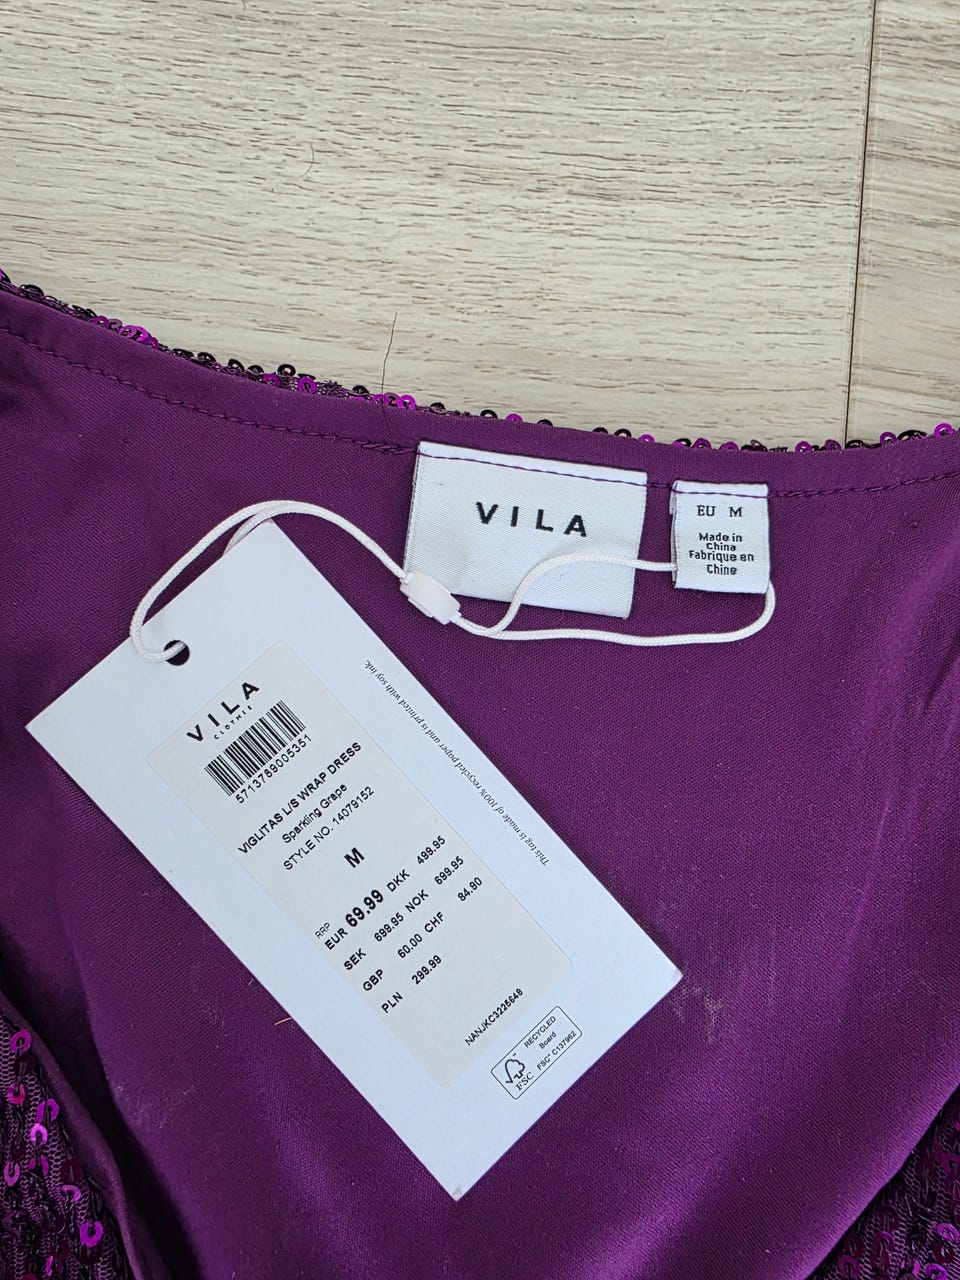 VILA
EU M
Made in
China
Fabrique en
Chine
VILA
CLOTHES
5713789005351
VIGLITAS L/S WRAP DRESS
Sparkling Grape
STYLE NO. 14079152
M
RRP
EUR 69.99 DKK 499.95
SEK 699.95 NOK 699.95
GBP 60.00 CHF 84.90
PLN 299.99
NANJKC3225649
This tag is made of 100% recycled paper and is printed with soy ink.
FSC
RECYCLED
Board
FSC® C137982